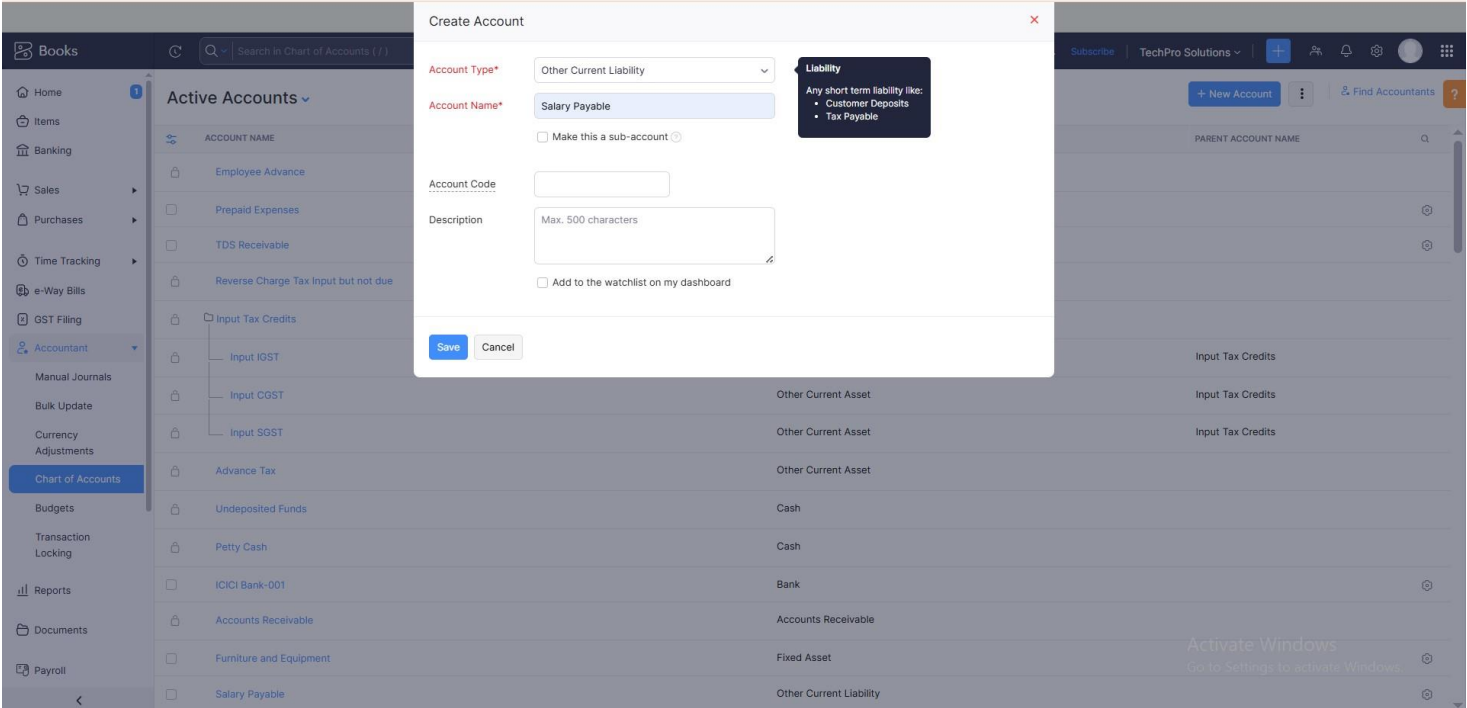 Create Account
Books
Search in Chart of Accounts ( / )
Subscribe
TechPro Solutions
Home
1
Items
Banking
Sales
Purchases
Time Tracking
e-Way Bills
GST Filing
Accountant
Manual Journals
Bulk Update
Currency
Adjustments
Chart of Accounts
Budgets
Transaction
Locking
Reports
Documents
Payroll
Account Type*
Other Current Liability
Account Name*
Salary Payable
Make this a sub-account
Account Code
Description
Max. 500 characters
Add to the watchlist on my dashboard
Save
Cancel
Liability
Any short term liability like:
• Customer Deposits
• Tax Payable
Active Accounts
+ New Account
Find Accountants
?
ACCOUNT NAME
PARENT ACCOUNT NAME
Employee Advance
Prepaid Expenses
TDS Receivable
Reverse Charge Tax Input but not due
Input Tax Credits
Input IGST Input Tax Credits
Input CGST Other Current Asset Input Tax Credits
Input SGST Other Current Asset Input Tax Credits
Advance Tax Other Current Asset
Undeposited Funds Cash
Petty Cash Cash
ICICI Bank-001 Bank
Accounts Receivable Accounts Receivable
Furniture and Equipment Fixed Asset
Salary Payable Other Current Liability
Activate Windows
Go to Settings to activate Windows